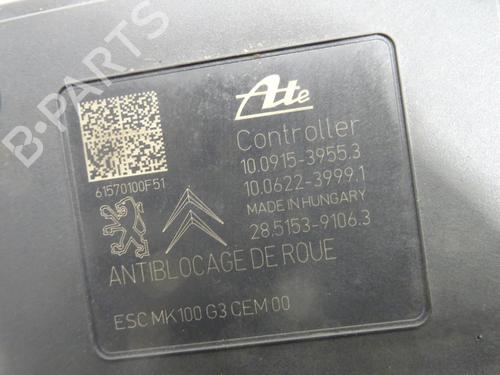 B-PARTS
Ate
Controller
10.0915-3955.3
10.0622-3999.1
MADE IN HUNGARY
28.5153-9106.3
61570100F51
ANTIBLOCAGE DE ROUE
ESC MK100 G3 CEM 00